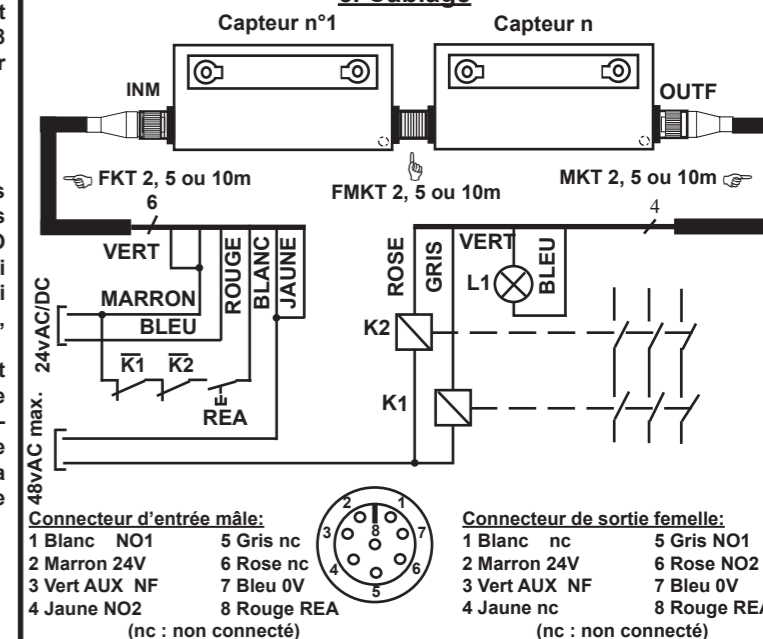 Capteur n°1
Capteur n
INM
OUTF
FKT 2, 5 ou 10m
FMKT 2, 5 ou 10m
MKT 2, 5 ou 10m
6
4
VERT
MARRON
BLEU
ROUGE
BLANC
JAUNE
24vAC/DC
K1
K2
REA
48vAC max.
ROSE
GRIS
VERT
BLEU
L1
K2
K1
Connecteur d'entrée mâle:
1 Blanc NO1
2 Marron 24V
3 Vert AUX NF
4 Jaune NO2
5 Gris nc
6 Rose nc
7 Bleu 0V
8 Rouge REA
(nc : non connecté)
2
1
3
8
7
4
6
5
Connecteur de sortie femelle:
1 Blanc nc
2 Marron 24V
3 Vert AUX NF
4 Jaune nc
5 Gris NO1
6 Rose NO2
7 Bleu 0V
8 Rouge REA
(nc : non connecté)